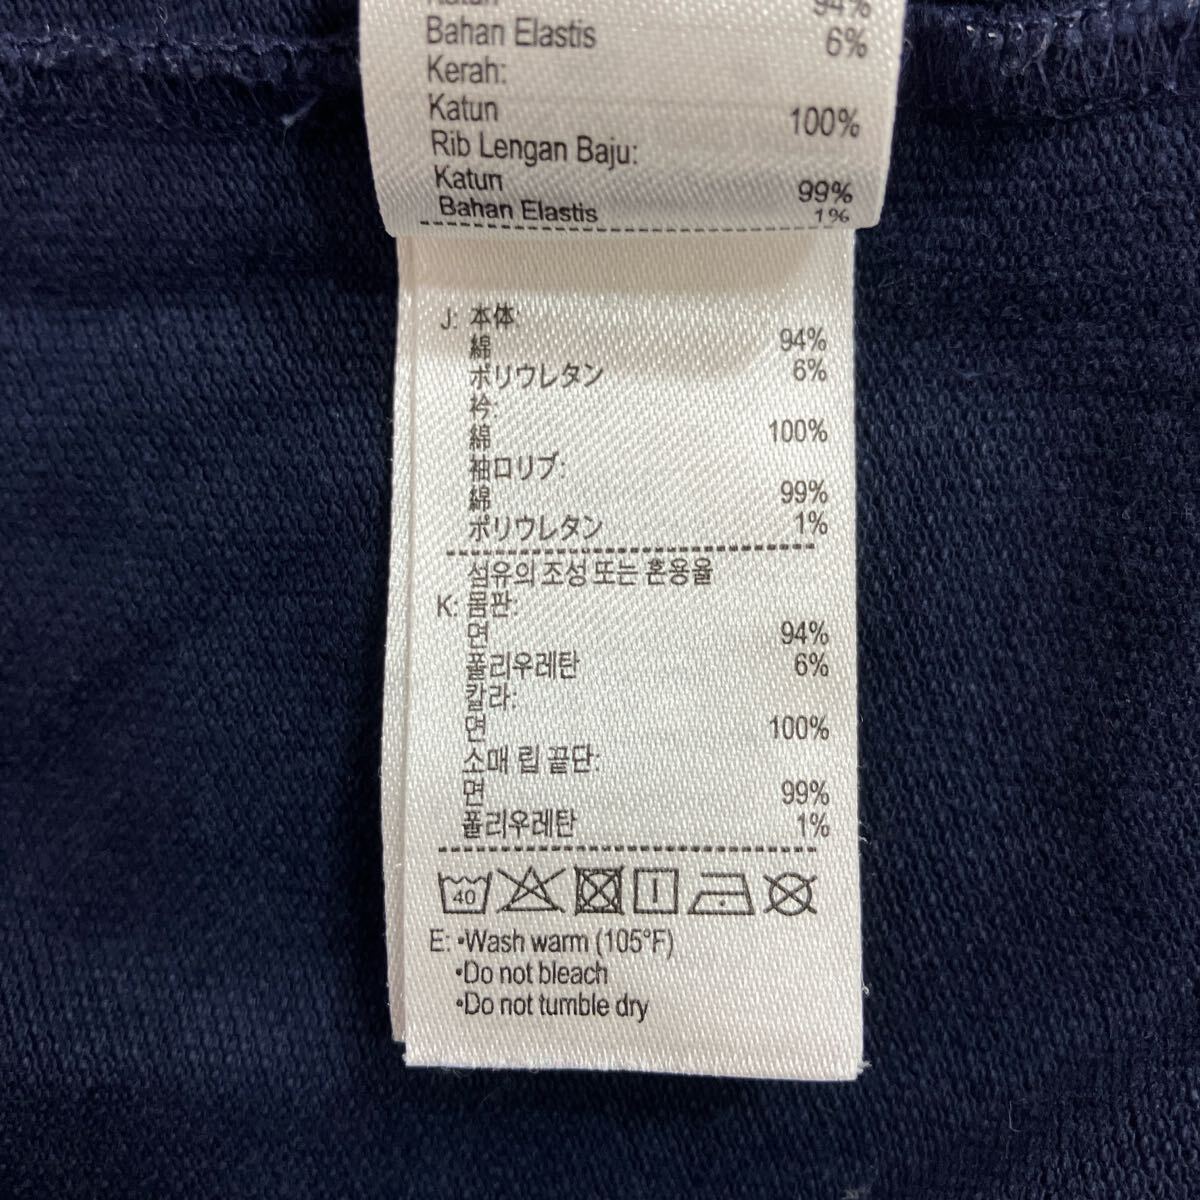 Katun 94%
Bahan Elastis 6%
Kerah:
Katun 100%
Rib Lengan Baju:
Katun 99%
Bahan Elastis 1%
J: 本体:
綿 94%
ポリウレタン 6%
衿:
綿 100%
袖口リブ:
綿 99%
ポリウレタン 1%
섬유의 조성 또는 혼용율
K: 몸판:
면 94%
폴리우레탄 6%
칼라:
면 100%
소매 립 끝단:
면 99%
폴리우레탄 1%
40
E: •Wash warm (105°F)
•Do not bleach
•Do not tumble dry